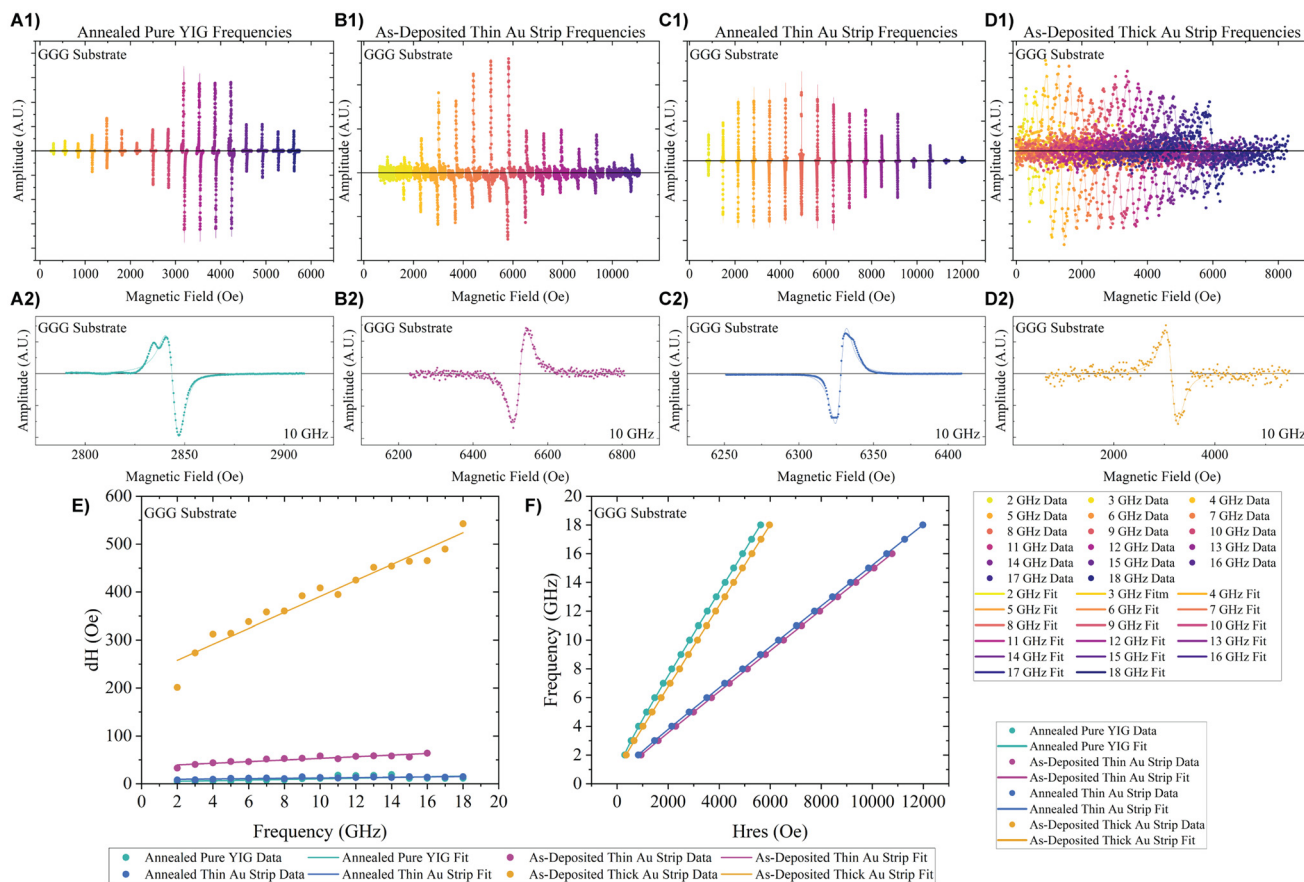 A1)
Annealed Pure YIG Frequencies
GGG Substrate
Amplitude (A.U.)
0 1000 2000 3000 4000 5000 6000
Magnetic Field (Oe)
B1)
As-Deposited Thin Au Strip Frequencies
GGG Substrate
Amplitude (A.U.)
0 2000 4000 6000 8000 10000
Magnetic Field (Oe)
C1)
Annealed Thin Au Strip Frequencies
GGG Substrate
Amplitude (A.U.)
0 2000 4000 6000 8000 10000 12000
Magnetic Field (Oe)
D1)
As-Deposited Thick Au Strip Frequencies
GGG Substrate
Amplitude (A.U.)
0 2000 4000 6000 8000
Magnetic Field (Oe)
A2)
GGG Substrate
Amplitude (A.U.)
10 GHz
2800 2850 2900
Magnetic Field (Oe)
B2)
GGG Substrate
Amplitude (A.U.)
10 GHz
6200 6400 6600 6800
Magnetic Field (Oe)
C2)
GGG Substrate
Amplitude (A.U.)
10 GHz
6250 6300 6350 6400
Magnetic Field (Oe)
D2)
GGG Substrate
Amplitude (A.U.)
10 GHz
2000 4000
Magnetic Field (Oe)
E)
GGG Substrate
dH (Oe)
600
500
400
300
200
100
50
0
0 2 4 6 8 10 12 14 16 18 20
Frequency (GHz)
F)
GGG Substrate
Frequency (GHz)
20
18
16
14
12
10
8
6
4
2
0
0 2000 4000 6000 8000 10000 12000
Hres (Oe)
2 GHz Data 3 GHz Data 4 GHz Data
5 GHz Data 6 GHz Data 7 GHz Data
8 GHz Data 9 GHz Data 10 GHz Data
11 GHz Data 12 GHz Data 13 GHz Data
14 GHz Data 15 GHz Data 16 GHz Data
17 GHz Data 18 GHz Data
2 GHz Fit 3 GHz Fitm 4 GHz Fit
5 GHz Fit 6 GHz Fit 7 GHz Fit
8 GHz Fit 9 GHz Fit 10 GHz Fit
11 GHz Fit 12 GHz Fit 13 GHz Fit
14 GHz Fit 15 GHz Fit 16 GHz Fit
17 GHz Fit 18 GHz Fit
Annealed Pure YIG Data
Annealed Pure YIG Fit
As-Deposited Thin Au Strip Data
As-Deposited Thin Au Strip Fit
Annealed Thin Au Strip Data
Annealed Thin Au Strip Fit
As-Deposited Thick Au Strip Data
As-Deposited Thick Au Strip Fit
Annealed Pure YIG Data Annealed Pure YIG Fit As-Deposited Thin Au Strip Data As-Deposited Thin Au Strip Fit
Annealed Thin Au Strip Data Annealed Thin Au Strip Fit As-Deposited Thick Au Strip Data As-Deposited Thick Au Strip Fit